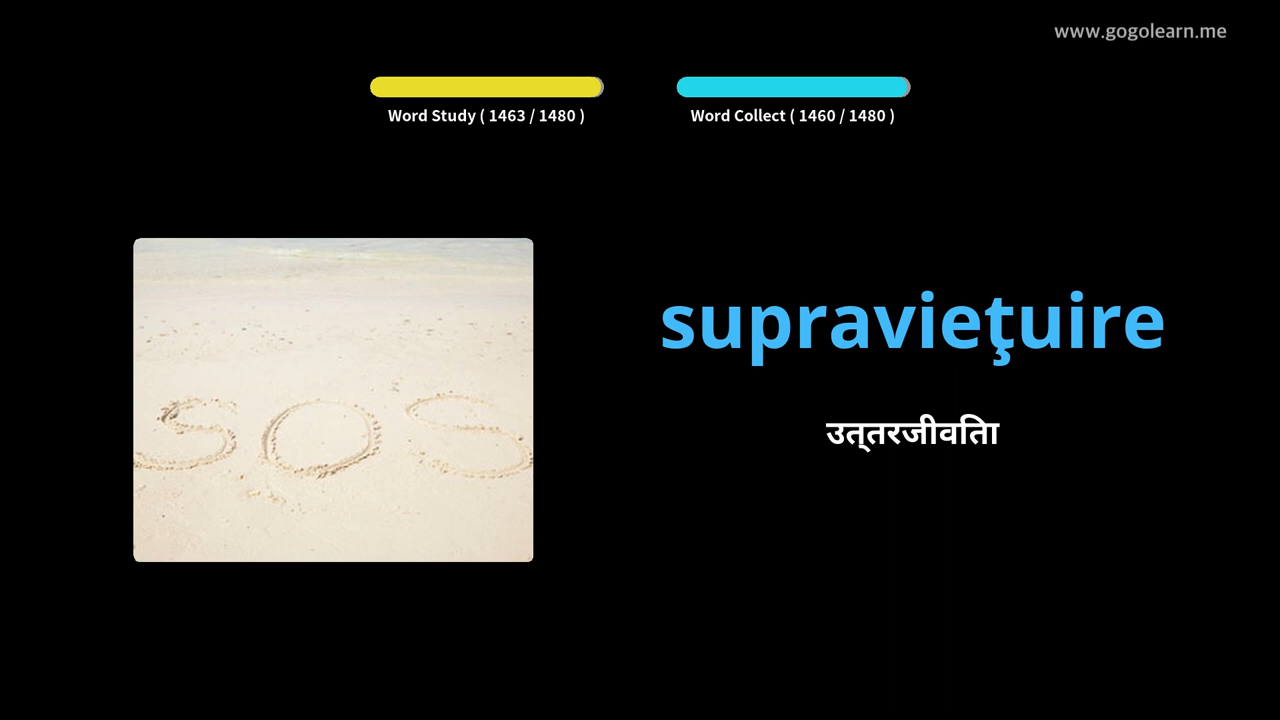 www.gogolearn.me
Word Study ( 1463 / 1480 )
Word Collect ( 1460 / 1480 )
SOS
supravieţuire
उत्तरजीविता